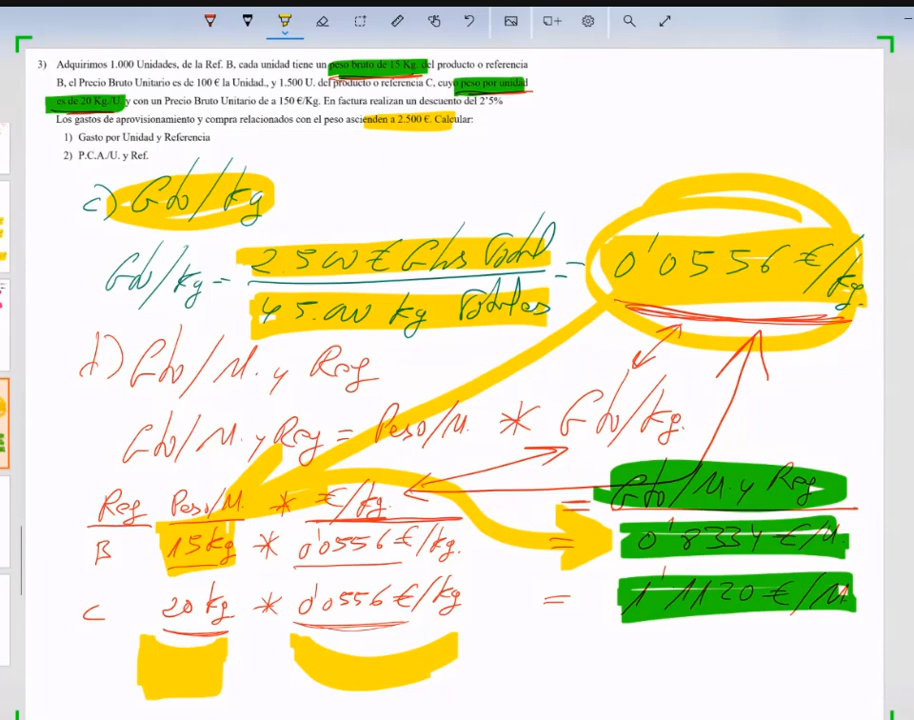 3) Adquirimos 1.000 Unidades, de la Ref. B, cada unidad tiene un peso bruto de 15 Kg. del producto o referencia
B, el Precio Bruto Unitario es de 100 € la Unidad., y 1.500 U. del producto o referencia C, cuyo peso por unidad
es de 20 Kg./U. y con un Precio Bruto Unitario de a 150 €/Kg. En factura realizan un descuento del 2'5%
Los gastos de aprovisionamiento y compra relacionados con el peso ascienden a 2.500 €. Calcular:
1) Gasto por Unidad y Referencia
2) P.C.A./U. y Ref.
c) Gto/kg
Gto/kg = 2.500 € Gtos Total = 0'0556 €/kg.
45.000 kg Totales
d) Gto/U. y Reg
Gto/U. y Reg = Peso/U. * Gto/kg.
Reg Peso/U. * €/kg. = Gto/U. y Reg
B 15 kg * 0'0556 €/kg. = 0'8334 €/U.
C 20 kg * 0'0556 €/kg = 1'1120 €/U